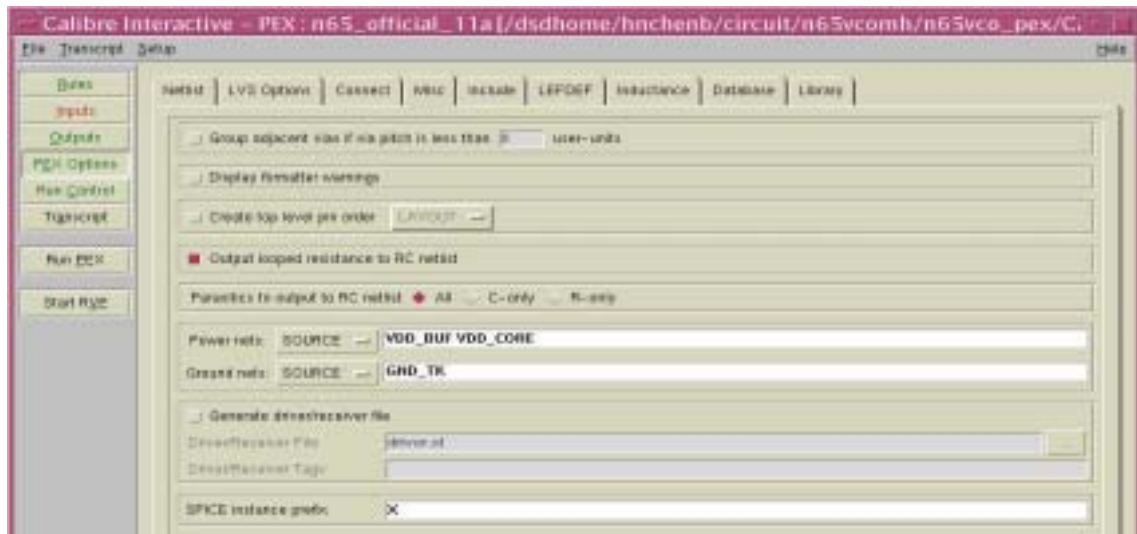 Calibre Interactive - PEX : n65_official_11a [/dsdhome/hnchenb/circuit/n65vcomh/n65vco_pex/Ca
File Transcript Setup Help
Rules
Inputs
Outputs
PEX Options
Run Control
Transcript
Run PEX
Start RVE
Netlist LVS Options Connect Misc Include LEFDEF Inductance Database Library
Group adjacent vias if via pitch is less than user-units
Display formatter warnings
Create top level pin order LAYOUT
Output looped resistance to RC netlist
Parasitics to output to RC netlist All C-only R-only
Power nets: SOURCE VDD_BUF VDD_CORE
Ground nets: SOURCE GND_TK
Generate driver/receiver file
Driver/Receiver File
Driver/Receiver Tags:
SPICE instance prefix: X